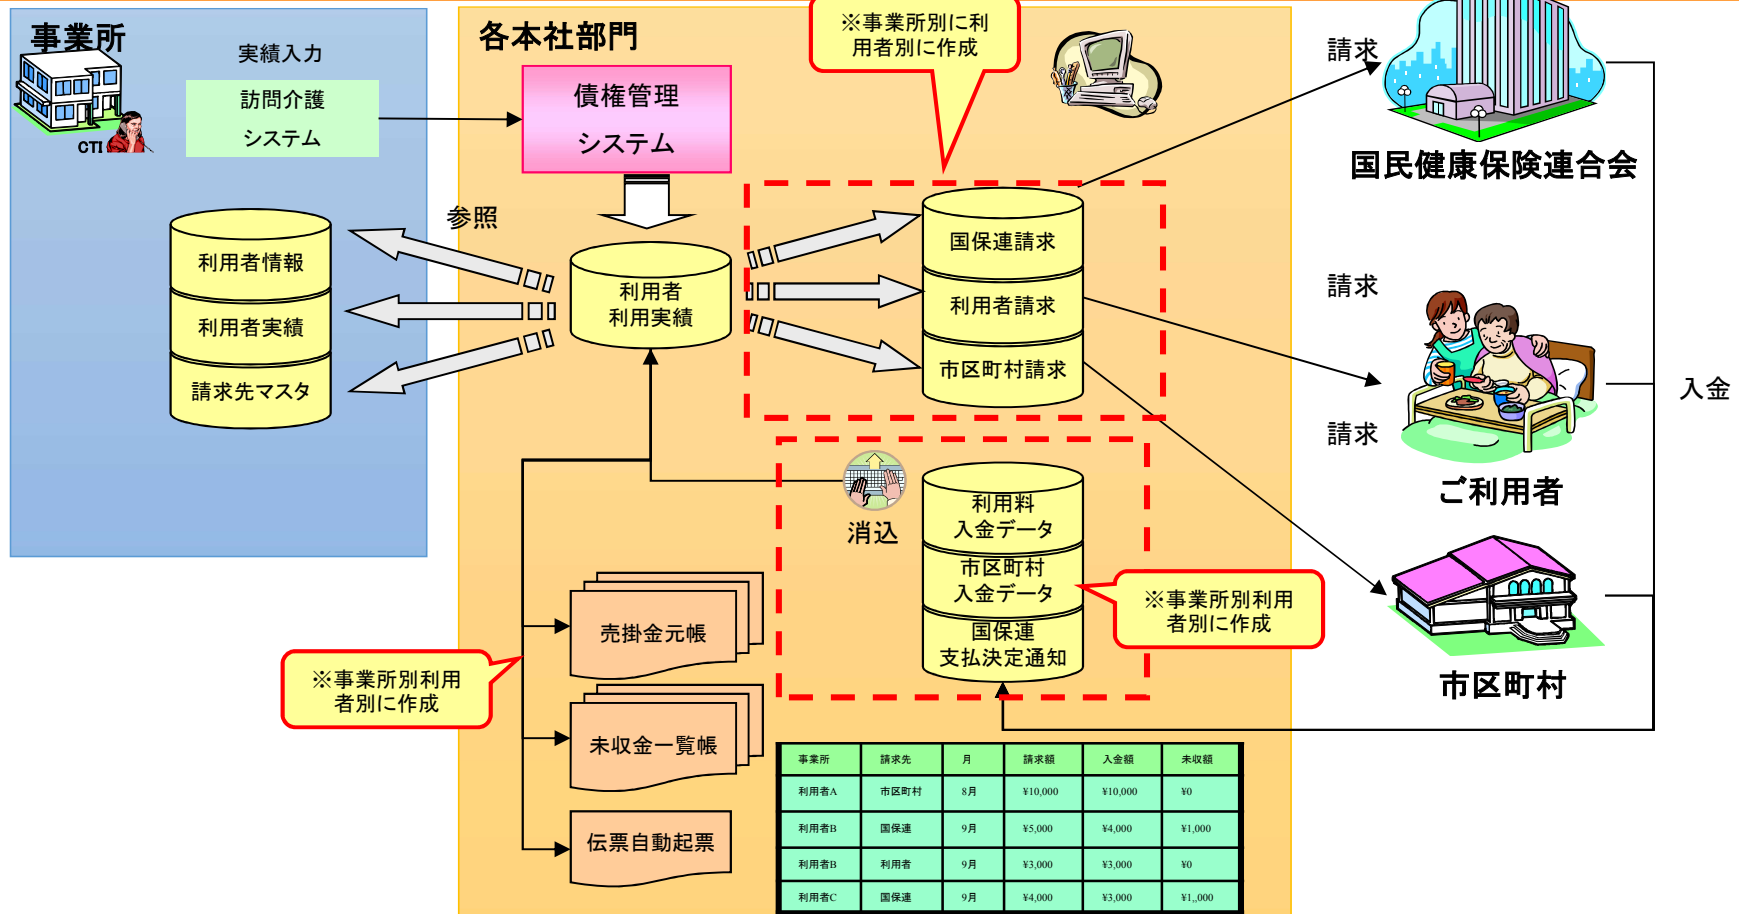 事業所
実績入力
訪問介護
システム
CTI
利用者情報
利用者実績
請求先マスタ
参照
各本社部門
債権管理
システム
利用者
利用実績
※事業所別に利
用者別に作成
国保連請求
利用者請求
市区町村請求
消込
利用料
入金データ
市区町村
入金データ
国保連
支払決定通知
※事業所別利用
者別に作成
売掛金元帳
未収金一覧帳
伝票自動起票
※事業所別利用
者別に作成
事業所 請求先 月 請求額 入金額 未収額
利用者A 市区町村 8月 ¥10,000 ¥10,000 ¥0
利用者B 国保連 9月 ¥5,000 ¥4,000 ¥1,000
利用者B 利用者 9月 ¥3,000 ¥3,000 ¥0
利用者C 国保連 9月 ¥4,000 ¥3,000 ¥1,,000
請求
国民健康保険連合会
請求
請求
ご利用者
市区町村
入金